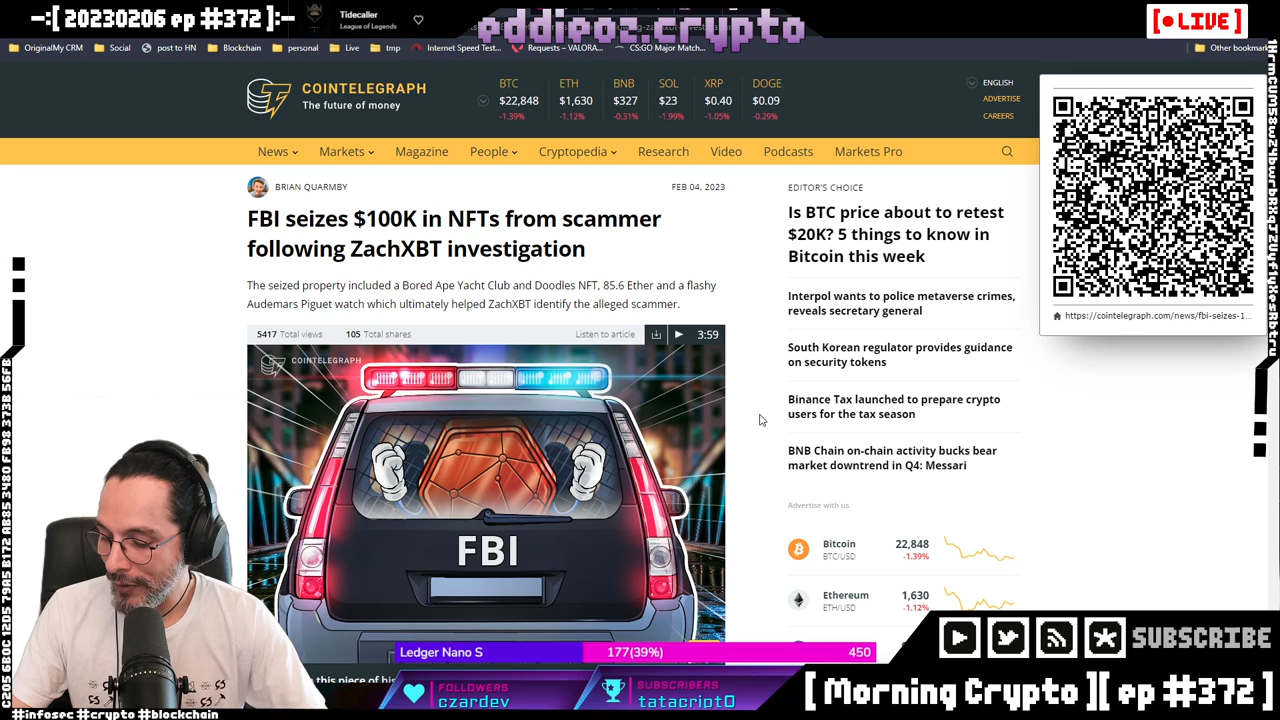 -:[ 20230206 ep #372 ]:-
Tidecaller
League of Legends
eddieoz.crypto
[● LIVE]
OriginalMy CRM
Social
post to HN
Blockchain
personal
Live
tmp
Internet Speed Test...
Requests – VALORA...
CS:GO Major Match...
Other bookmark
COINTELEGRAPH
The future of money
BTC
$22,848
-1.39%
ETH
$1,630
-1.12%
BNB
$327
-0.31%
SOL
$23
-1.99%
XRP
$0.40
-1.05%
DOGE
$0.09
-0.29%
ENGLISH
ADVERTISE
CAREERS
News
Markets
Magazine
People
Cryptopedia
Research
Video
Podcasts
Markets Pro
BRIAN QUARMBY
FEB 04, 2023
FBI seizes $100K in NFTs from scammer
following ZachXBT investigation
The seized property included a Bored Ape Yacht Club and Doodles NFT, 85.6 Ether and a flashy
Audemars Piguet watch which ultimately helped ZachXBT identify the alleged scammer.
5417 Total views
105 Total shares
Listen to article
3:59
COINTELEGRAPH
FBI
EDITOR'S CHOICE
Is BTC price about to retest
$20K? 5 things to know in
Bitcoin this week
Interpol wants to police metaverse crimes,
reveals secretary general
South Korean regulator provides guidance
on security tokens
Binance Tax launched to prepare crypto
users for the tax season
BNB Chain on-chain activity bucks bear
market downtrend in Q4: Messari
Advertise with us
Bitcoin
BTC/USD
22,848
-1.39%
Ethereum
ETH/USD
1,630
-1.12%
https://cointelegraph.com/news/fbi-seizes-1...
Ledger Nano S
177(39%)
450
FOLLOWERS
czardev
SUBSCRIBERS
tatacript0
SUBSCRIBE
[ Morning Crypto ][ ep #372 ]
#infosec #crypto #blockchain